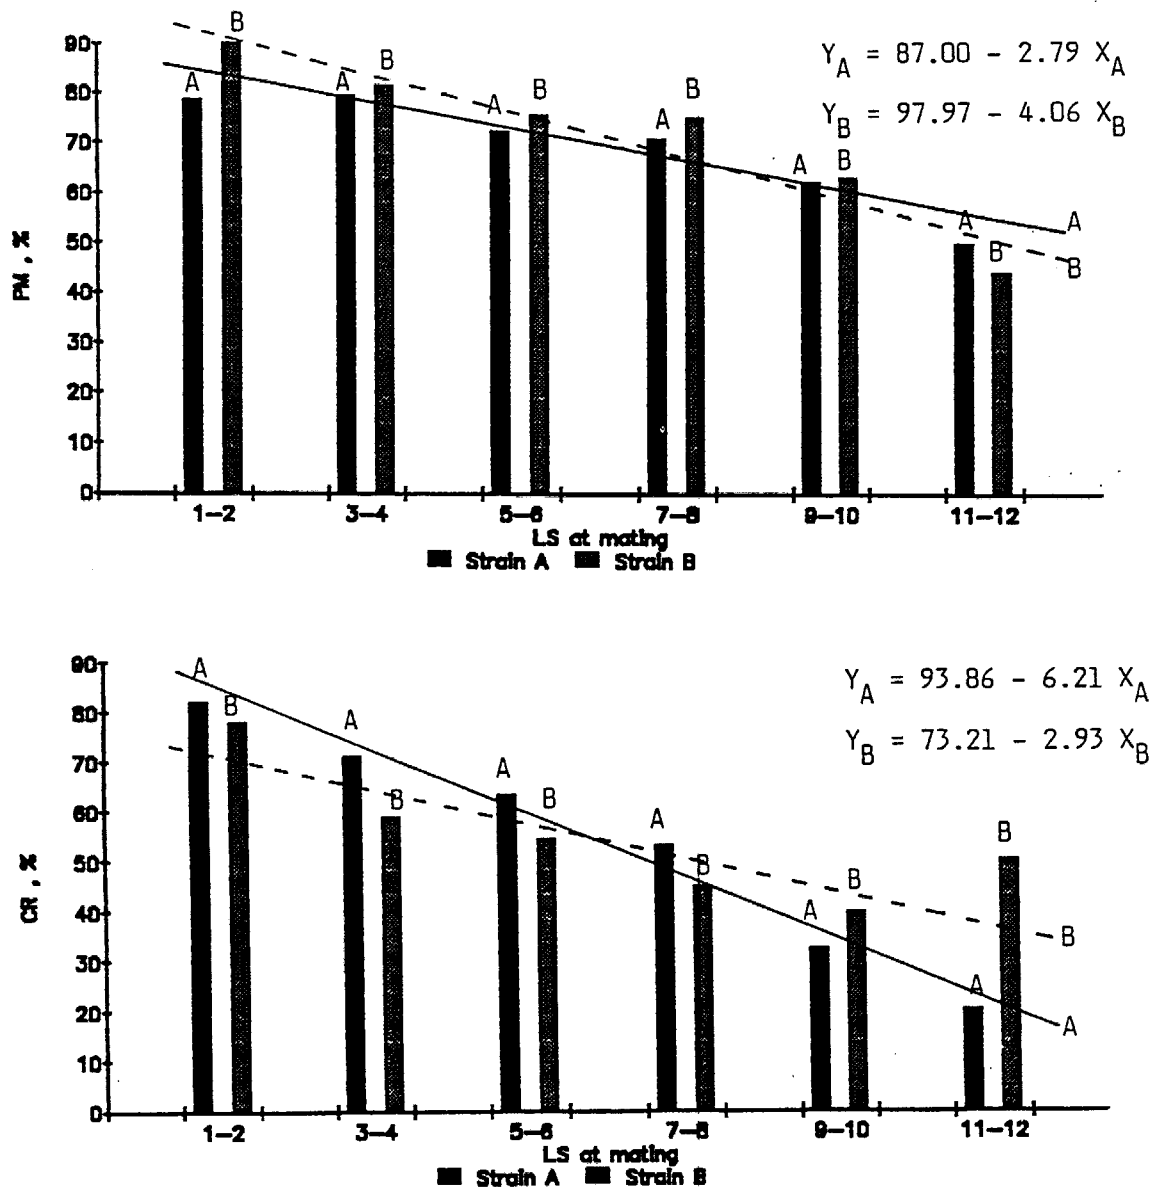 B
90
Y_A = 87.00 - 2.79 X_A
A
B
A
B
80
A
B
A
B
Y_B = 97.97 - 4.06 X_B
70
A
B
60
A
50
B
A
B
40
30
20
10
0
PM , %
1-2
3-4
5-6
7-8
9-10
11-12
LS at mating
Strain A
Strain B
90
A
Y_A = 93.86 - 6.21 X_A
80
B
A
Y_B = 73.21 - 2.93 X_B
70
A
B
B
60
A
B
50
B
B
40
A
B
30
A
20
A
10
0
CR , %
1-2
3-4
5-6
7-8
9-10
11-12
LS at mating
Strain A
Strain B